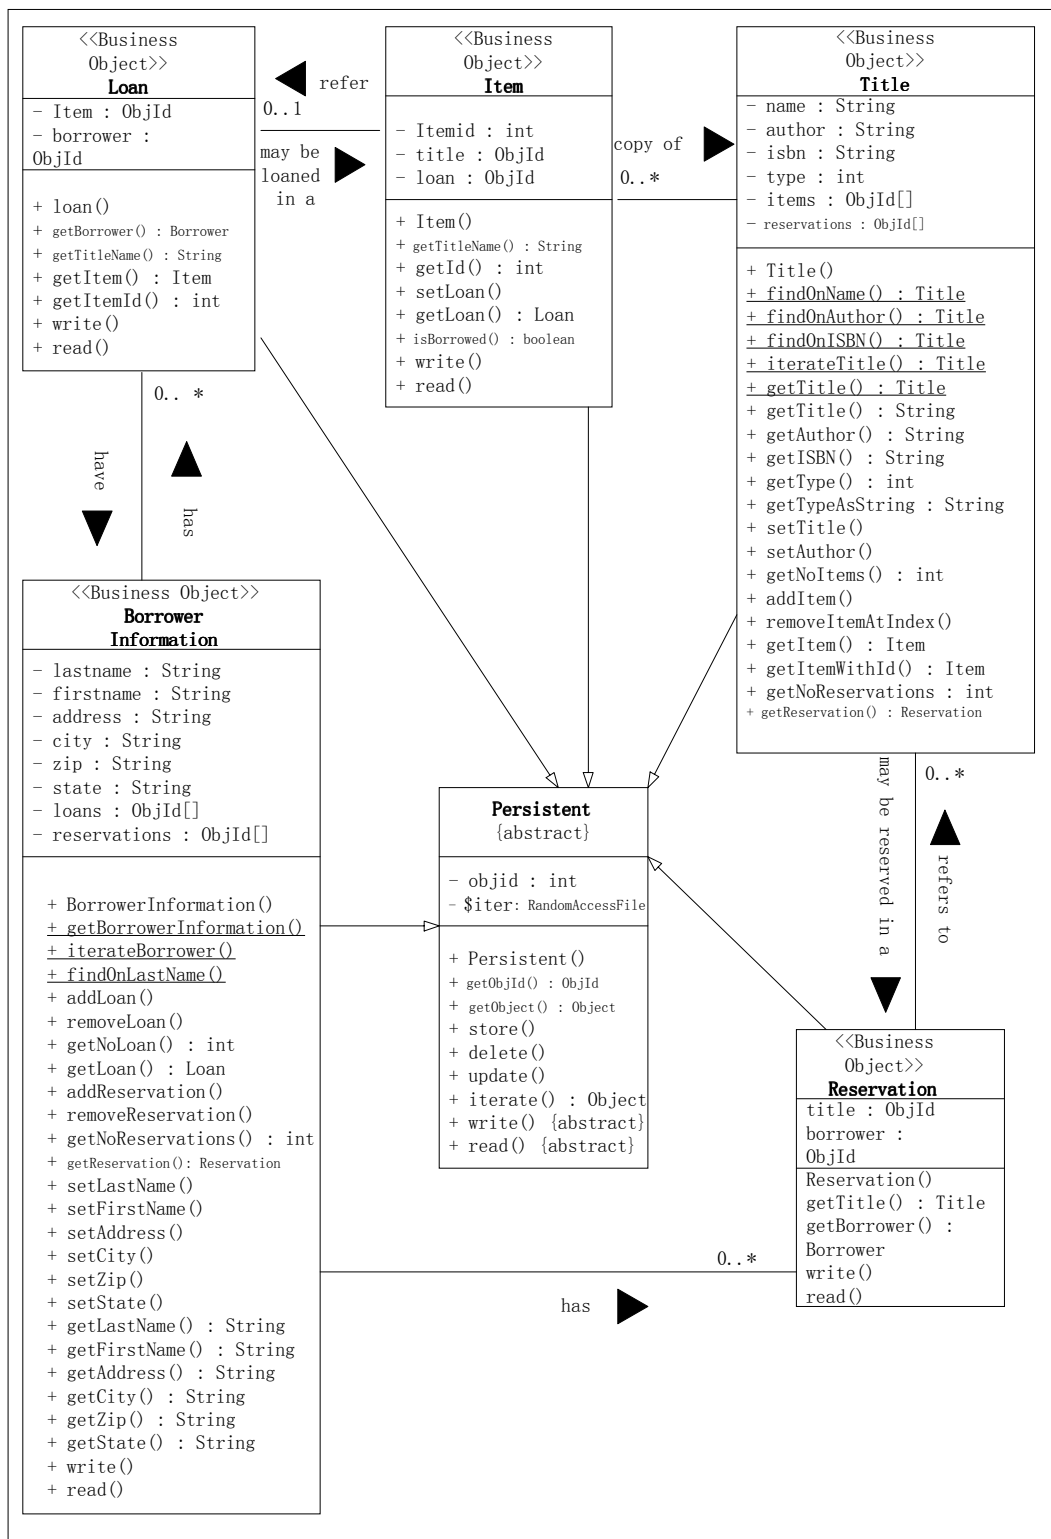 <<Business
Object>>
Loan
- Item : ObjId
- borrower :
ObjId
+ loan()
+ getBorrower() : Borrower
+ getTitleName() : String
+ getItem() : Item
+ getItemId() : int
+ write()
+ read()
refer
0..1
may be
loaned
in a
<<Business
Object>>
Item
- Itemid : int
- title : ObjId
- loan : ObjId
+ Item()
+ getTitleName() : String
+ getId() : int
+ setLoan()
+ getLoan() : Loan
+ isBorrowed() : boolean
+ write()
+ read()
copy of
0..*
<<Business
Object>>
Title
- name : String
- author : String
- isbn : String
- type : int
- items : ObjId[]
- reservations : ObjId[]
+ Title()
+ findOnName() : Title
+ findOnAuthor() : Title
+ findOnISBN() : Title
+ iterateTitle() : Title
+ getTitle() : Title
+ getTitle() : String
+ getAuthor() : String
+ getISBN() : String
+ getType() : int
+ getTypeAsString : String
+ setTitle()
+ setAuthor()
+ getNoItems() : int
+ addItem()
+ removeItemAtIndex()
+ getItem() : Item
+ getItemWithId() : Item
+ getNoReservations : int
+ getReservation() : Reservation
0.. *
have
has
<<Business Object>>
Borrower
Information
- lastname : String
- firstname : String
- address : String
- city : String
- zip : String
- state : String
- loans : ObjId[]
- reservations : ObjId[]
+ BorrowerInformation()
+ getBorrowerInformation()
+ iterateBorrower()
+ findOnLastName()
+ addLoan()
+ removeLoan()
+ getNoLoan() : int
+ getLoan() : Loan
+ addReservation()
+ removeReservation()
+ getNoReservations() : int
+ getReservation(): Reservation
+ setLastName()
+ setFirstName()
+ setAddress()
+ setCity()
+ setZip()
+ setState()
+ getLastName() : String
+ getFirstName() : String
+ getAddress() : String
+ getCity() : String
+ getZip() : String
+ getState() : String
+ write()
+ read()
Persistent
{abstract}
- objid : int
- $iter: RandomAccessFile
+ Persistent()
+ getObjId() : ObjId
+ getObject() : Object
+ store()
+ delete()
+ update()
+ iterate() : Object
+ write() {abstract}
+ read() {abstract}
may be reserved in a
0..*
refers to
<<Business
Object>>
Reservation
title : ObjId
borrower :
ObjId
Reservation()
getTitle() : Title
getBorrower() :
Borrower
write()
read()
0..*
has